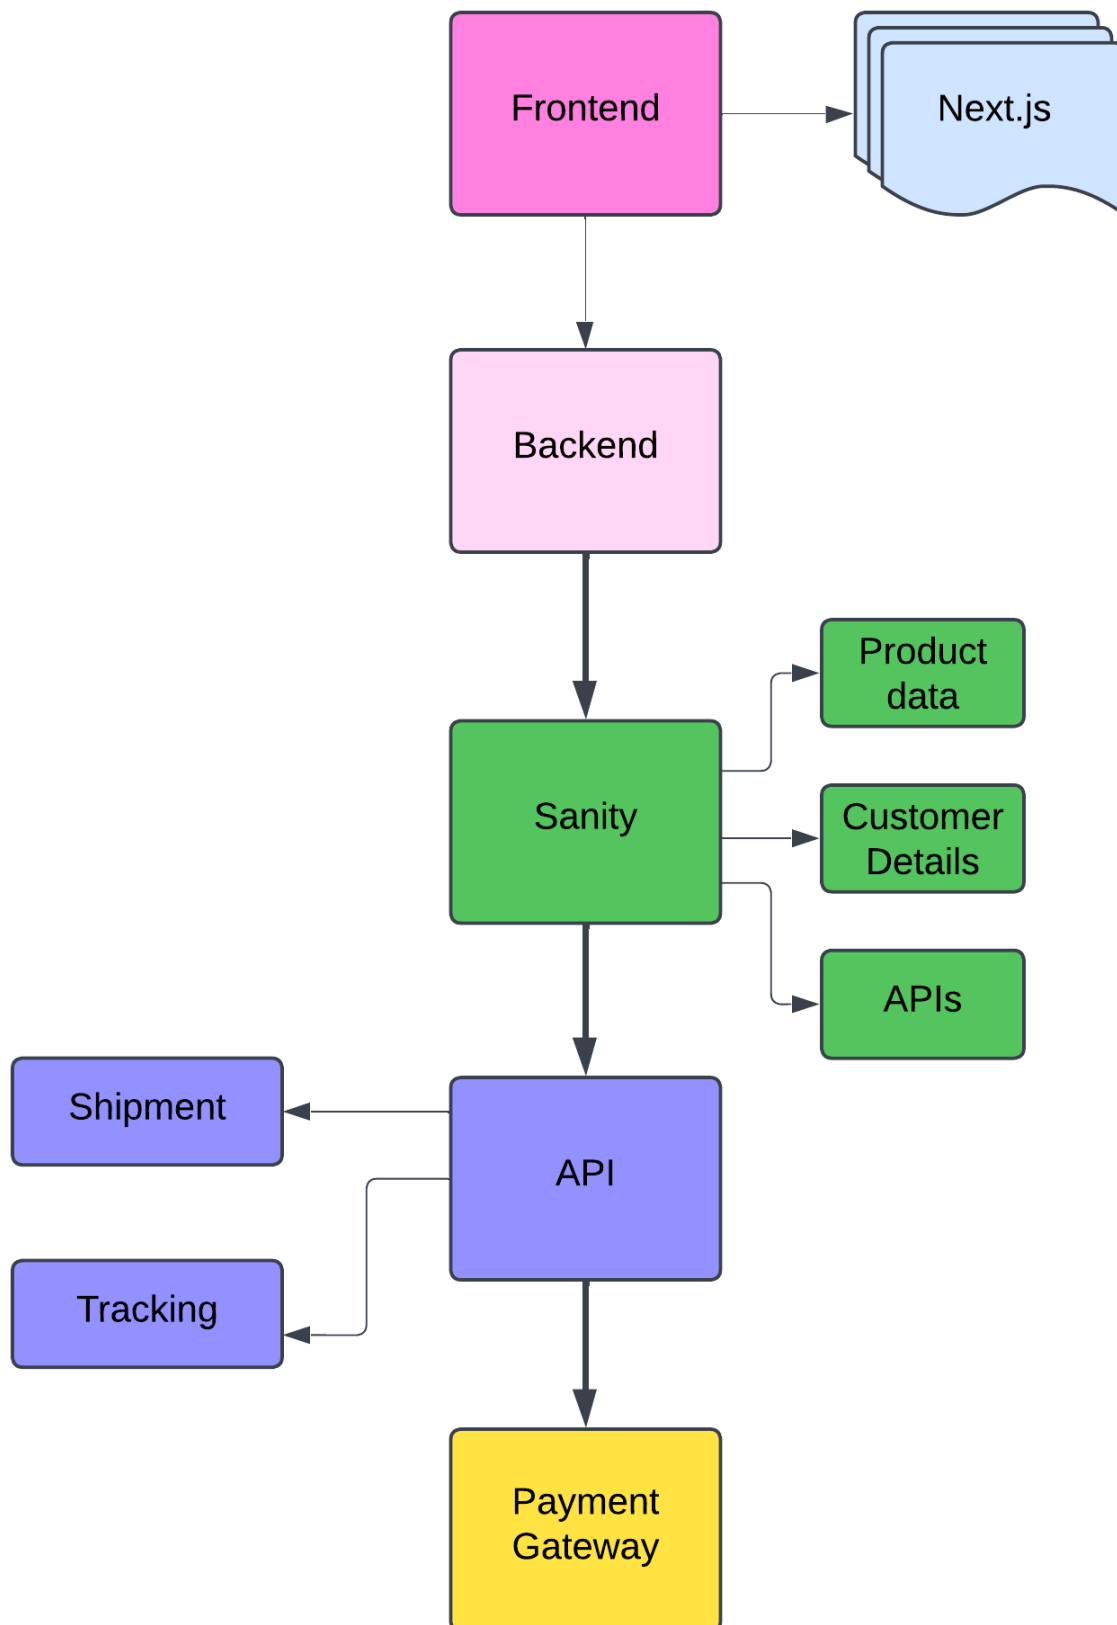 Frontend
Next.js
Backend
Product
data
Sanity
Customer
Details
APIs
Shipment
API
Tracking
Payment
Gateway